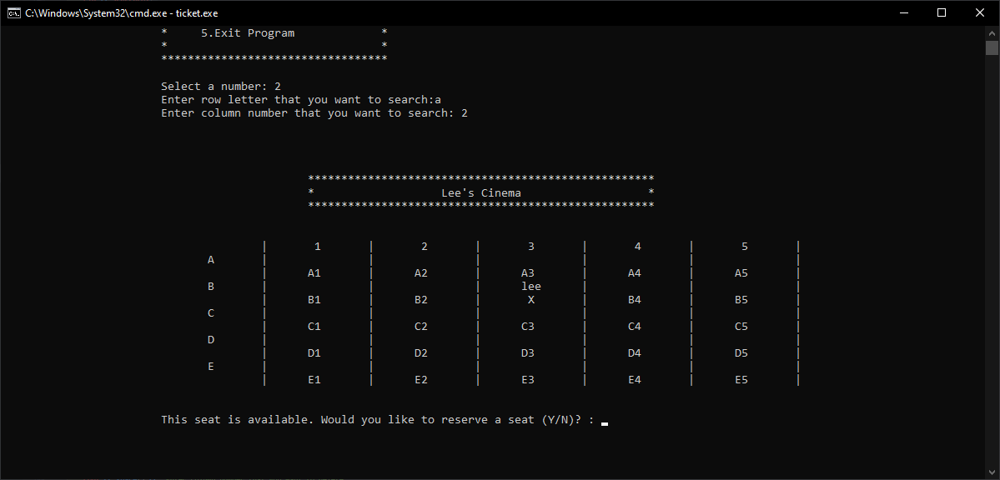 C:\Windows\System32\cmd.exe - ticket.exe
* 5.Exit Program *
* *
**********************************
Select a number: 2
Enter row letter that you want to search:a
Enter column number that you want to search: 2
****************************************************
* Lee's Cinema *
****************************************************
| 1 | 2 | 3 | 4 | 5 |
A | | | | | |
| A1 | A2 | A3 | A4 | A5 |
B | | | lee | | |
| B1 | B2 | X | B4 | B5 |
C | | | | | |
| C1 | C2 | C3 | C4 | C5 |
D | | | | | |
| D1 | D2 | D3 | D4 | D5 |
E | | | | | |
| E1 | E2 | E3 | E4 | E5 |
This seat is available. Would you like to reserve a seat (Y/N)? :